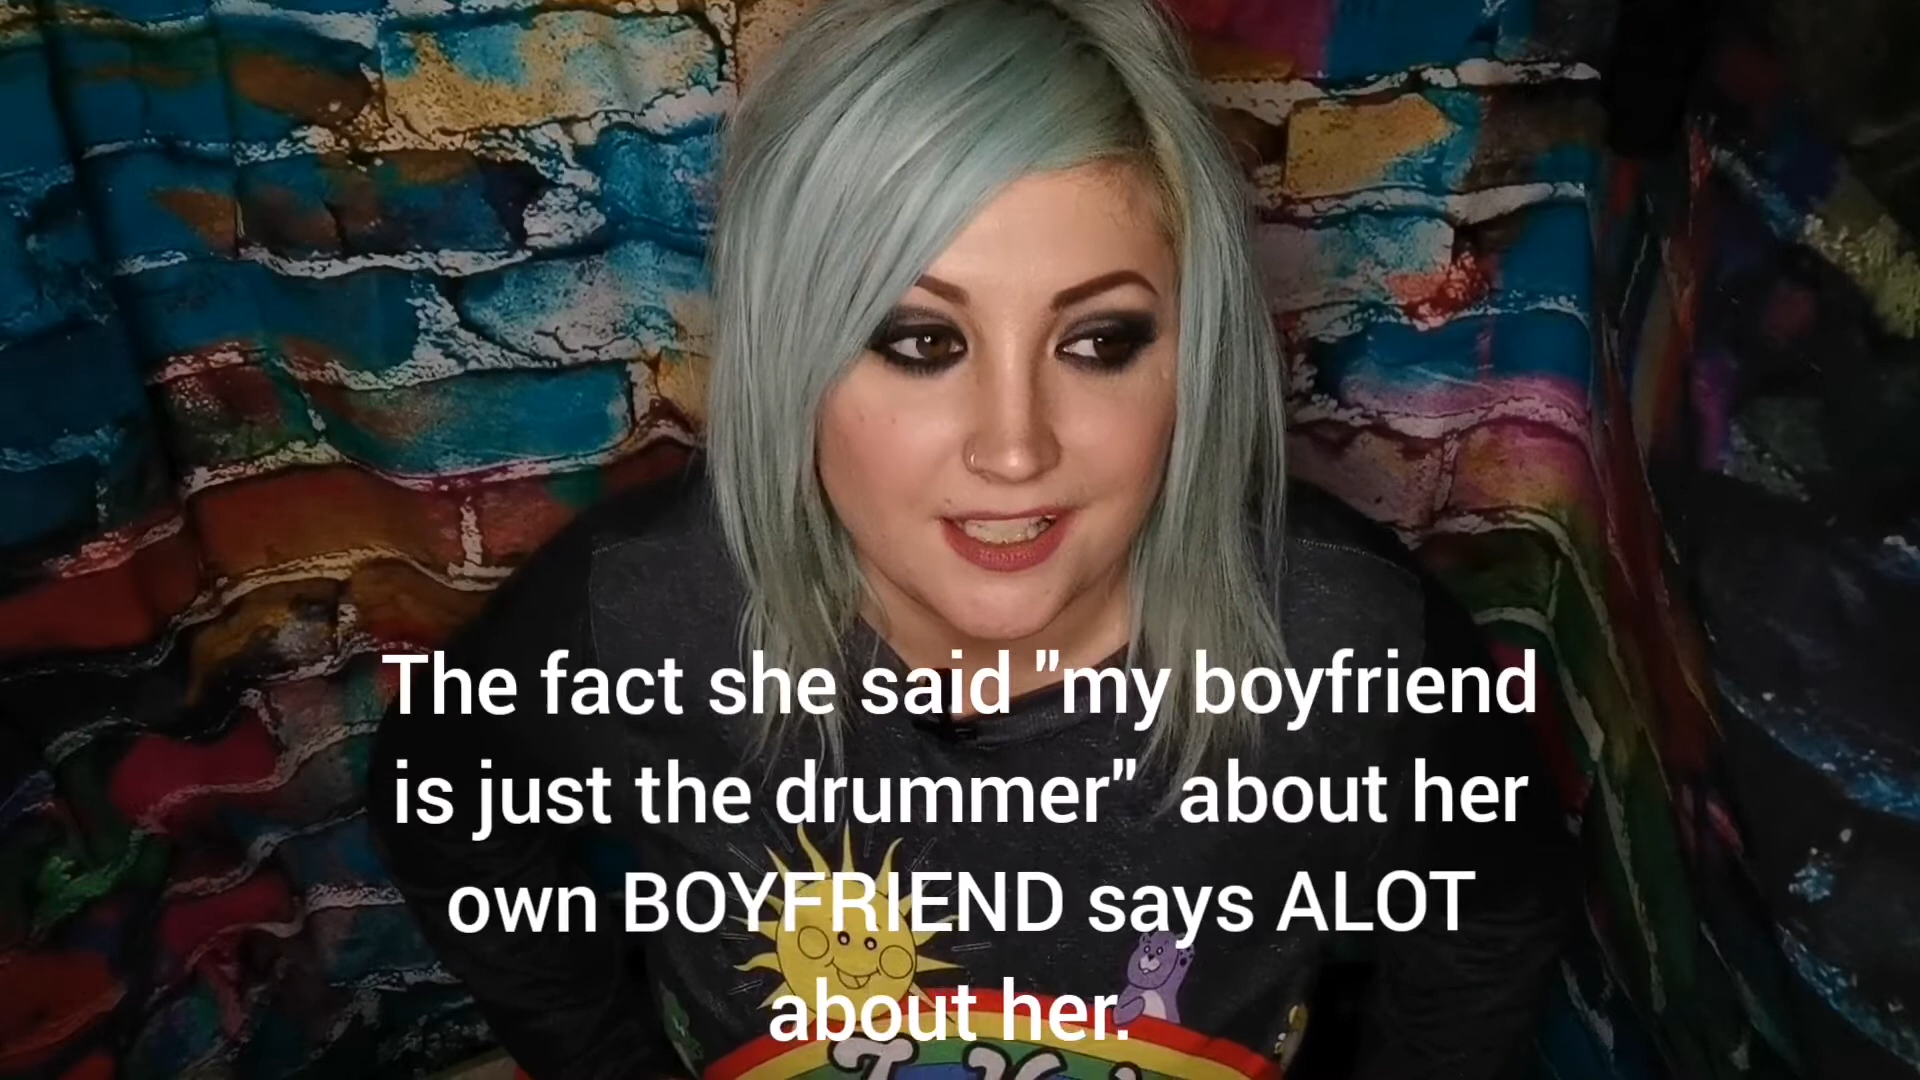 The fact she said "my boyfriend
is just the drummer" about her
own BOYFRIEND says ALOT
about her.